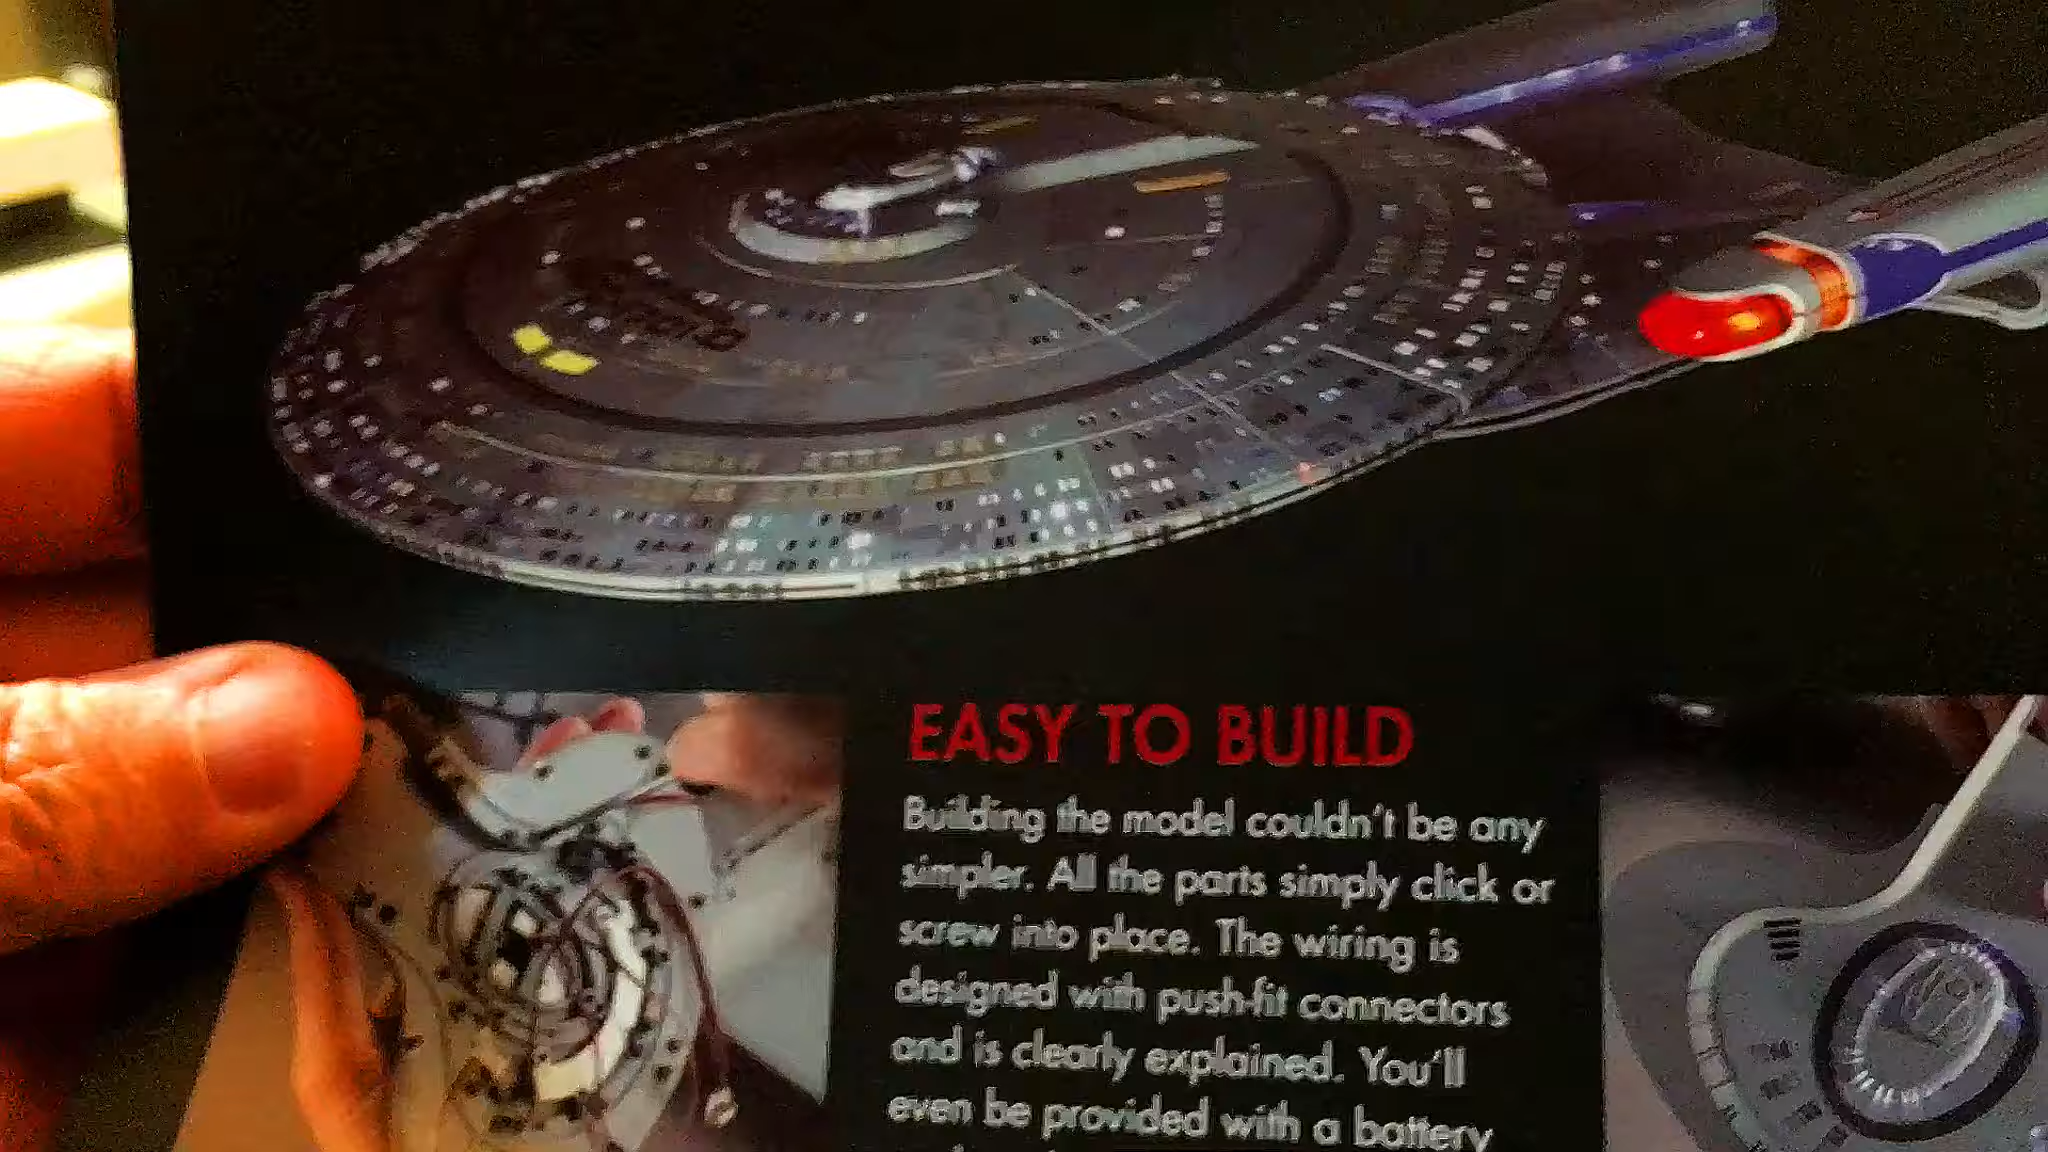 EASY TO BUILD
Building the model couldn't be any
simpler. All the parts simply click or
screw into place. The wiring is
designed with push-fit connectors
and is clearly explained. You'll
even be provided with a battery